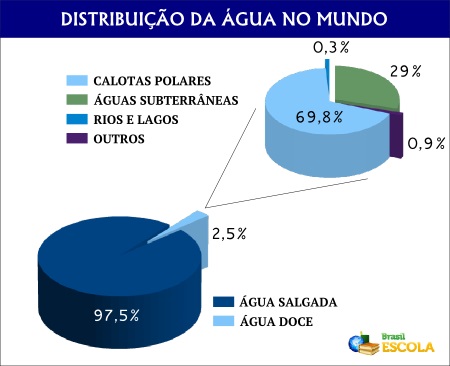 DISTRIBUIÇÃO DA ÁGUA NO MUNDO
CALOTAS POLARES
ÁGUAS SUBTERRÂNEAS
RIOS E LAGOS
OUTROS
0,3%
29%
69,8%
0,9%
2,5%
97,5%
ÁGUA SALGADA
ÁGUA DOCE
Brasil
ESCOLA